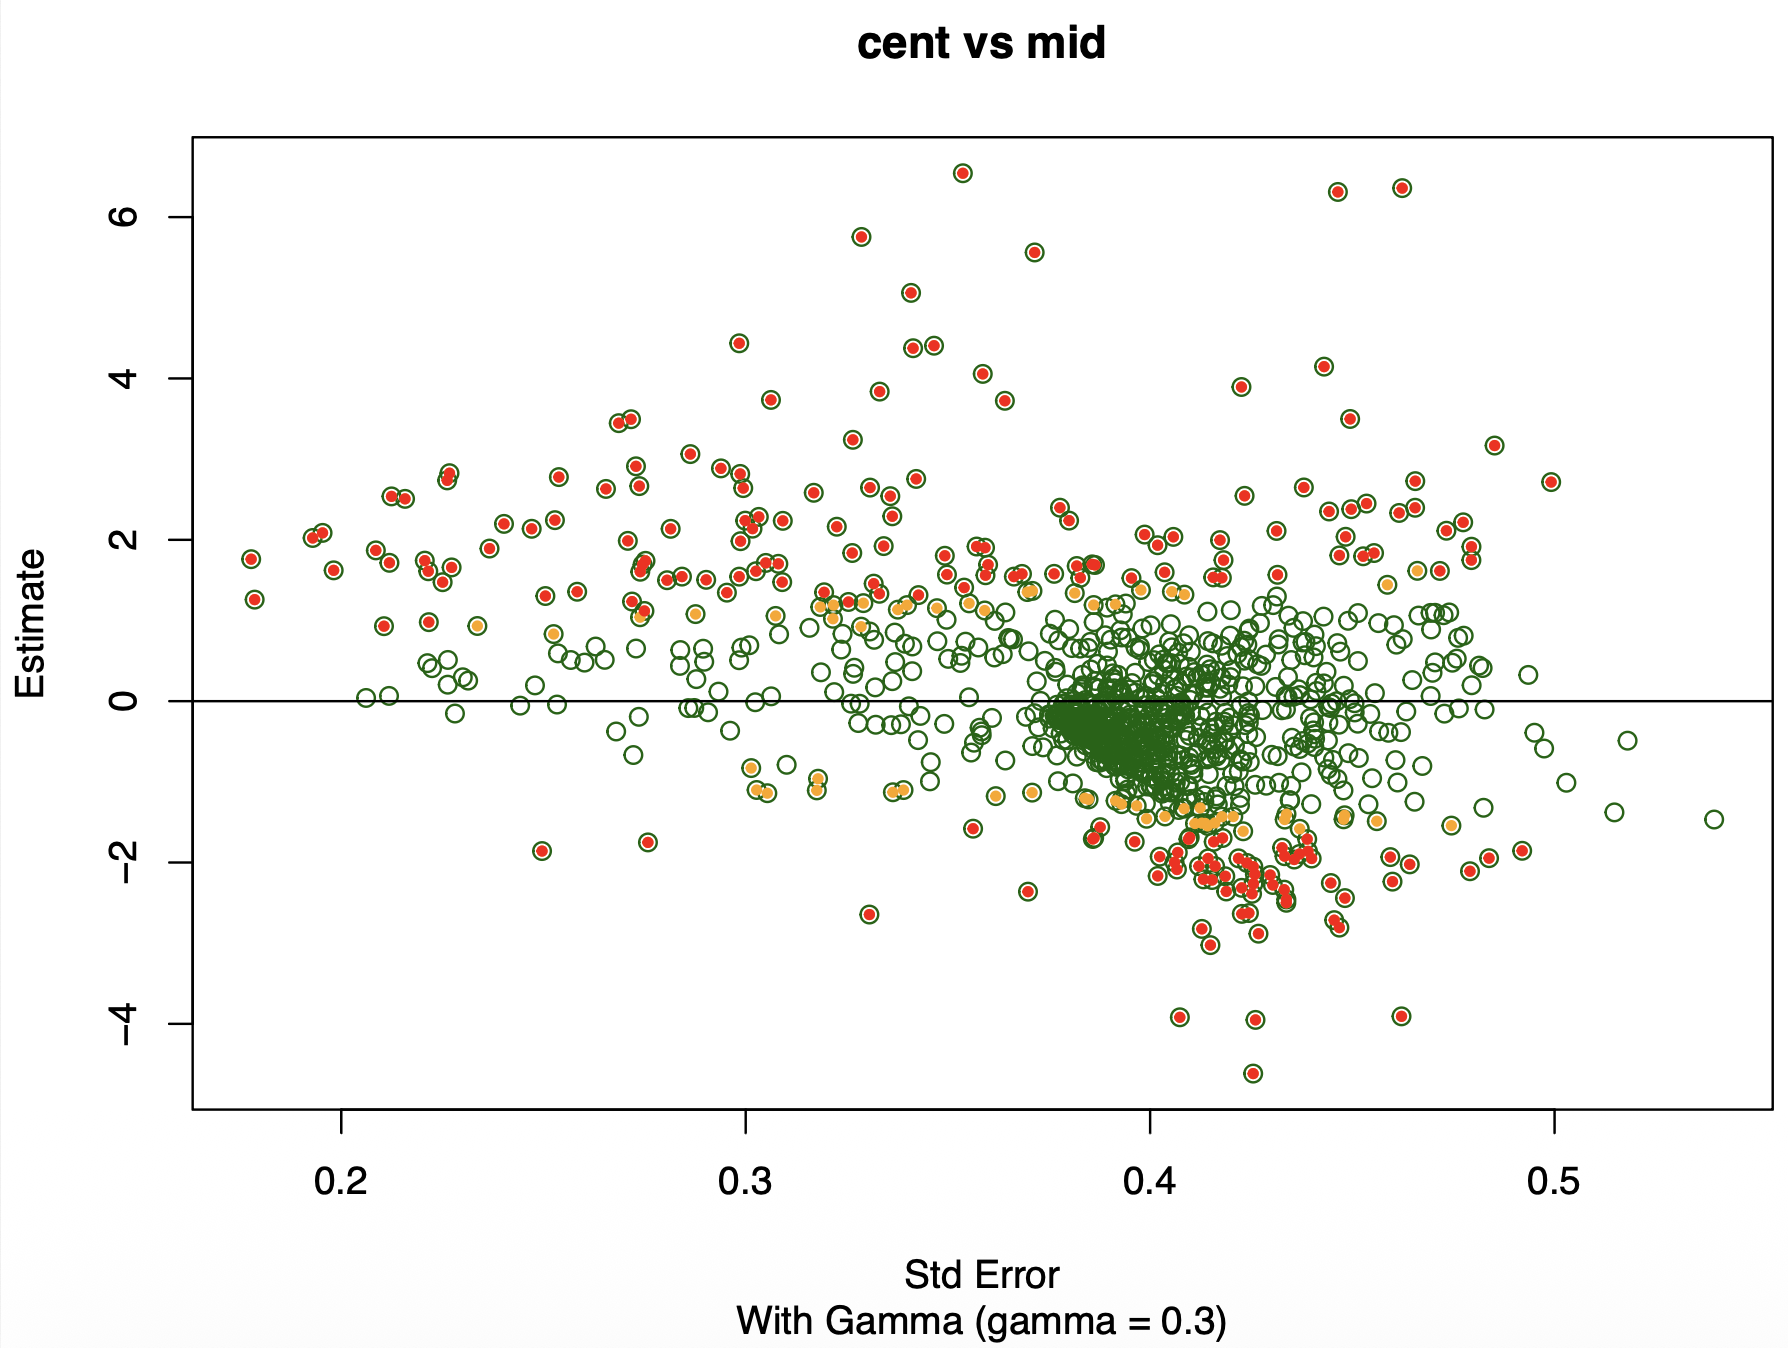 cent vs mid
Estimate
6
4
2
0
−2
−4
0.2 0.3 0.4 0.5
Std Error
With Gamma (gamma = 0.3)